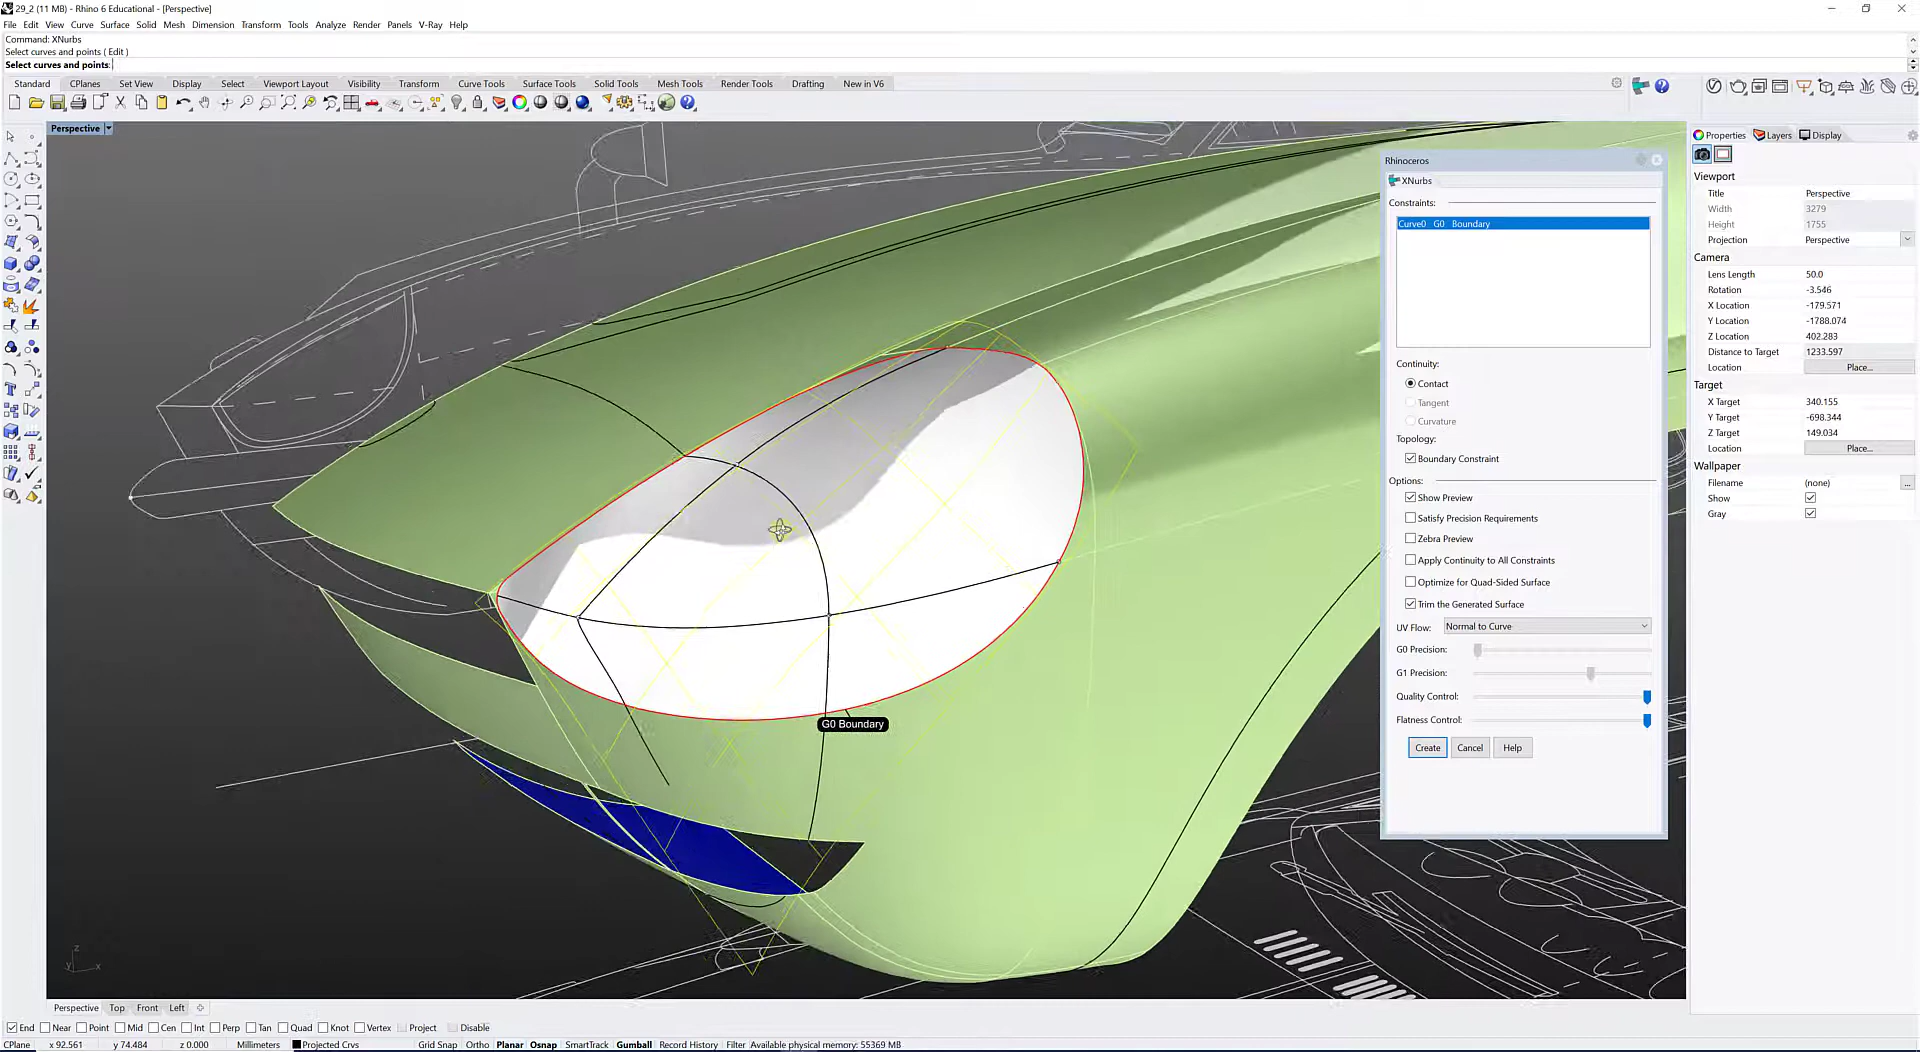 29_2 (11 MB) - Rhino 6 Educational - [Perspective]
File Edit View Curve Surface Solid Mesh Dimension Transform Tools Analyze Render Panels V-Ray Help
Command: XNurbs
Select curves and points ( Edit )
Select curves and points:
Standard CPlanes Set View Display Select Viewport Layout Visibility Transform Curve Tools Surface Tools Solid Tools Mesh Tools Render Tools Drafting New in V6
Perspective
G0 Boundary
z
y x
Rhinoceros
XNurbs
Constraints:
Curve0 G0 Boundary
Continuity:
Contact
Tangent
Curvature
Topology:
Boundary Constraint
Options:
Show Preview
Satisfy Precision Requirements
Zebra Preview
Apply Continuity to All Constraints
Optimize for Quad-Sided Surface
Trim the Generated Surface
UV Flow: Normal to Curve
G0 Precision:
G1 Precision:
Quality Control:
Flatness Control:
Create Cancel Help
Properties Layers Display
Viewport
Title Perspective
Width 3279
Height 1755
Projection Perspective
Camera
Lens Length 50.0
Rotation -3.546
X Location -179.571
Y Location -1788.074
Z Location 402.283
Distance to Target 1233.597
Location Place...
Target
X Target 340.155
Y Target -698.344
Z Target 149.034
Location Place...
Wallpaper
Filename (none) ...
Show
Gray
Perspective Top Front Left
End Near Point Mid Cen Int Perp Tan Quad Knot Vertex Project Disable
CPlane x 92.561 y 74.484 z 0.000 Millimeters Projected Crvs Grid Snap Ortho Planar Osnap SmartTrack Gumball Record History Filter Available physical memory: 55369 MB